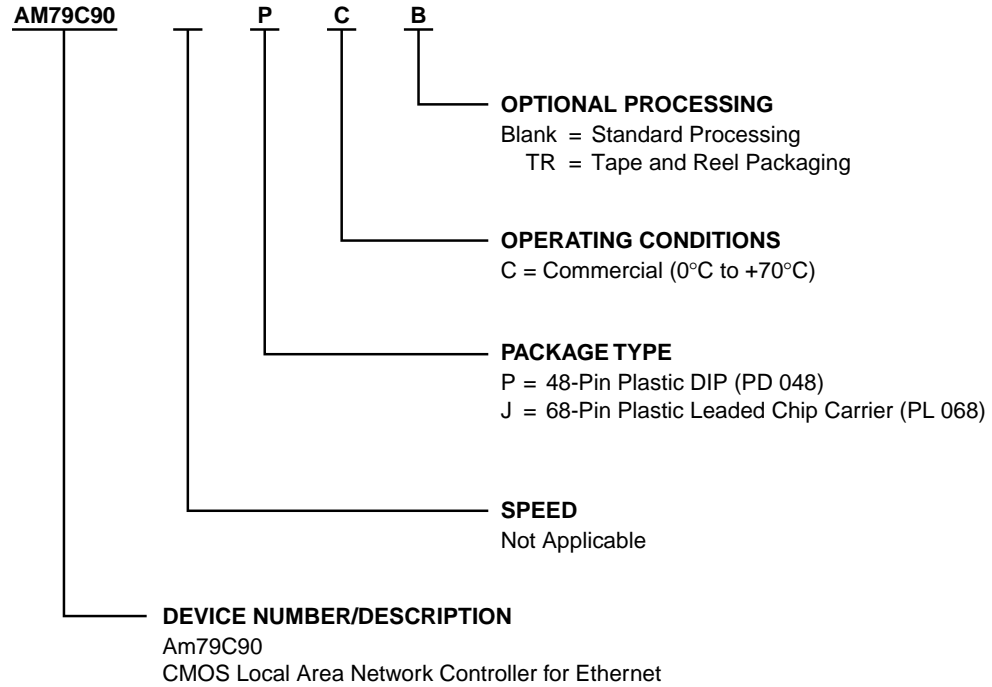 AM79C90 P C B
OPTIONAL PROCESSING
Blank = Standard Processing
TR = Tape and Reel Packaging
OPERATING CONDITIONS
C = Commercial (0°C to +70°C)
PACKAGE TYPE
P = 48-Pin Plastic DIP (PD 048)
J = 68-Pin Plastic Leaded Chip Carrier (PL 068)
SPEED
Not Applicable
DEVICE NUMBER/DESCRIPTION
Am79C90
CMOS Local Area Network Controller for Ethernet